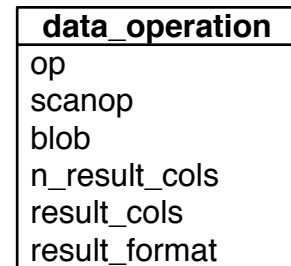 data_operation
op
scanop
blob
n_result_cols
result_cols
result_format